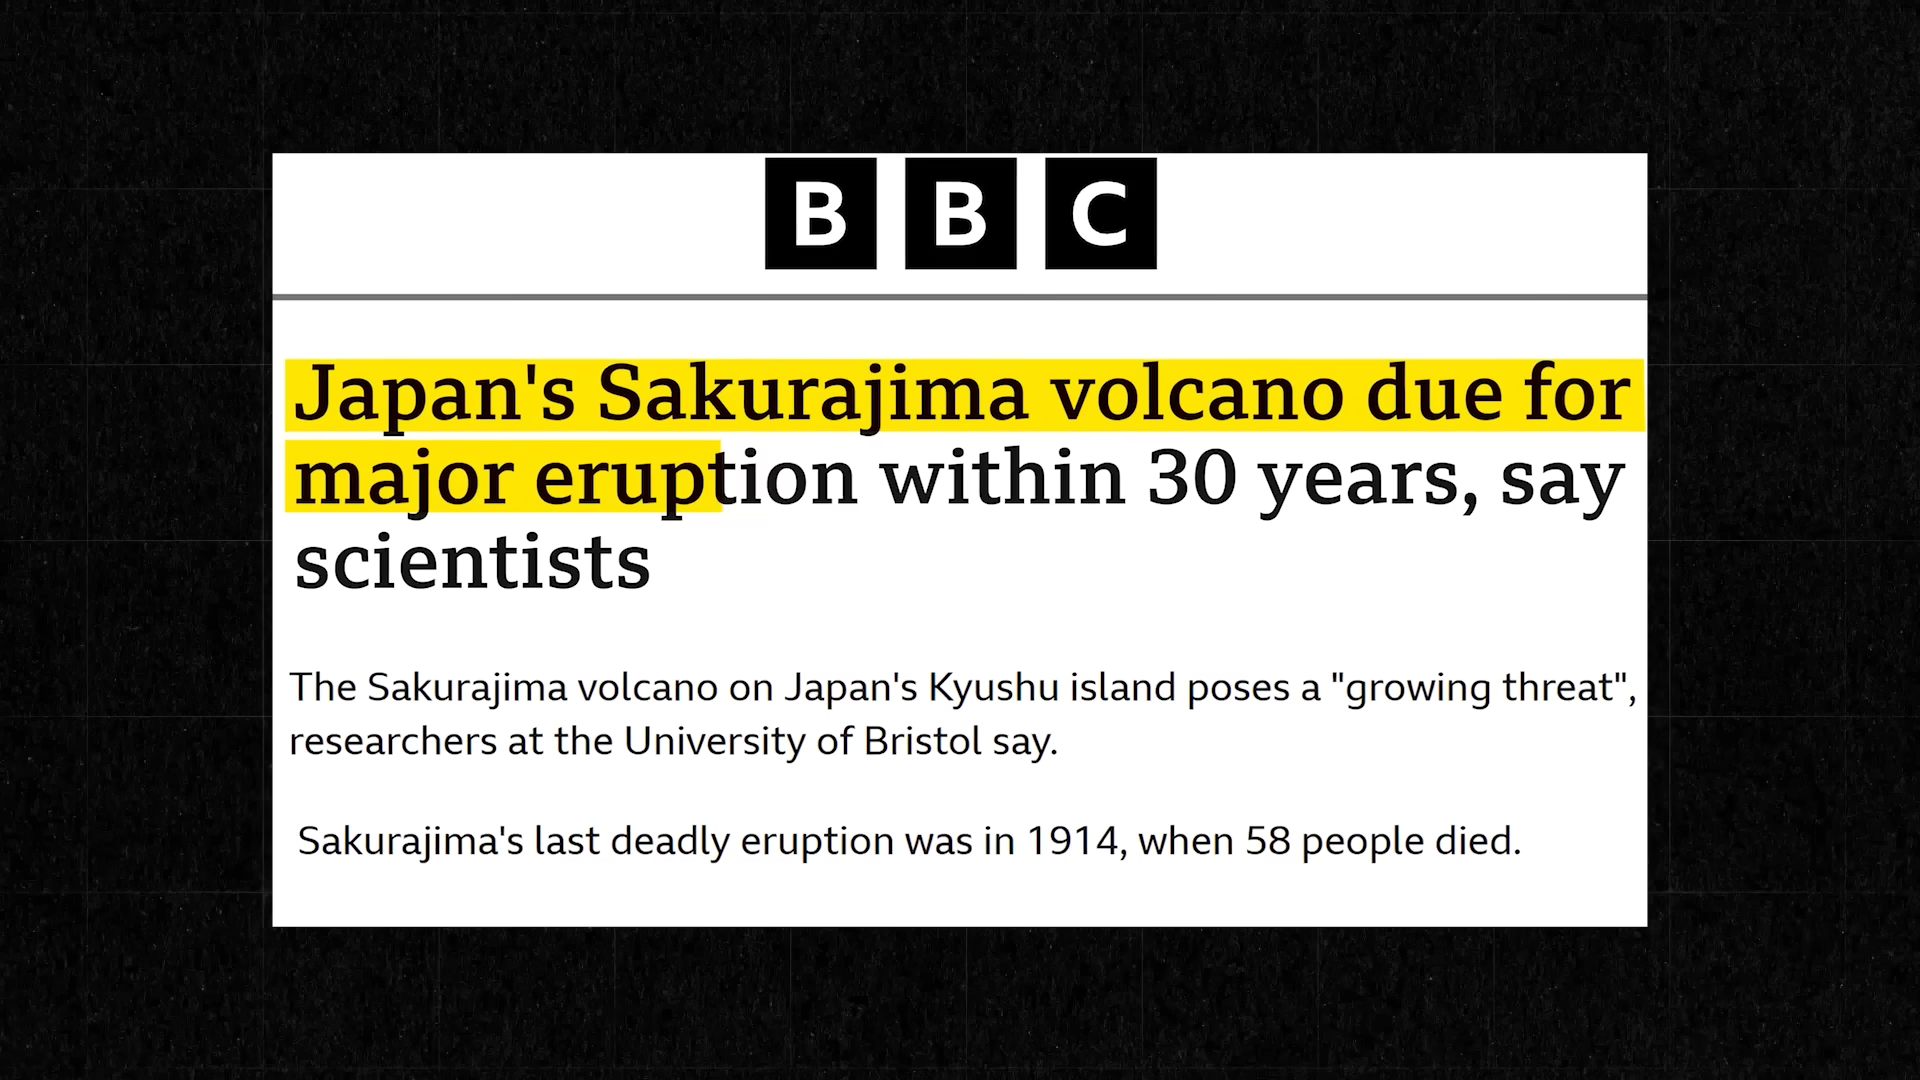 BBC
Japan's Sakurajima volcano due for
major eruption within 30 years, say
scientists
The Sakurajima volcano on Japan's Kyushu island poses a "growing threat",
researchers at the University of Bristol say.
Sakurajima's last deadly eruption was in 1914, when 58 people died.